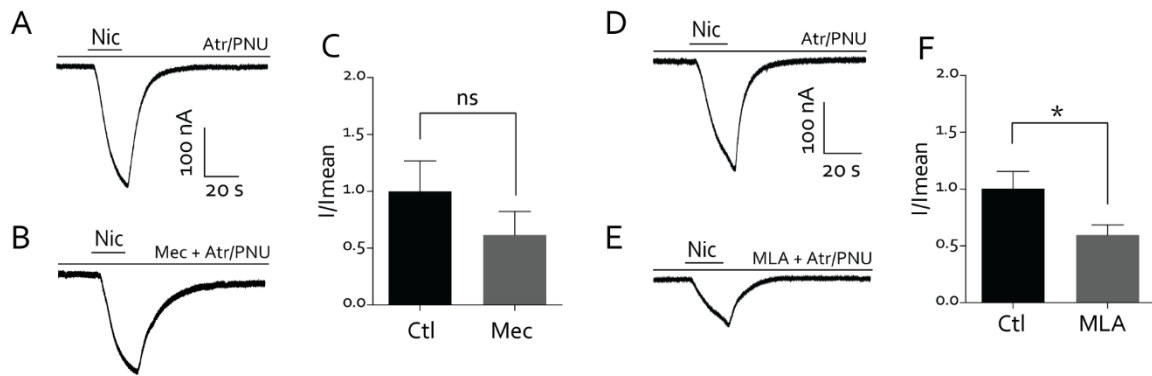 A
Nic
Atr/PNU
100 nA
20 s
B
Nic
Mec + Atr/PNU
C
2.0
1.5
1.0
0.5
0.0
I/Imean
ns
Ctl
Mec
D
Nic
Atr/PNU
100 nA
20 s
E
Nic
MLA + Atr/PNU
F
2.0
1.5
1.0
0.5
0.0
I/Imean
*
Ctl
MLA